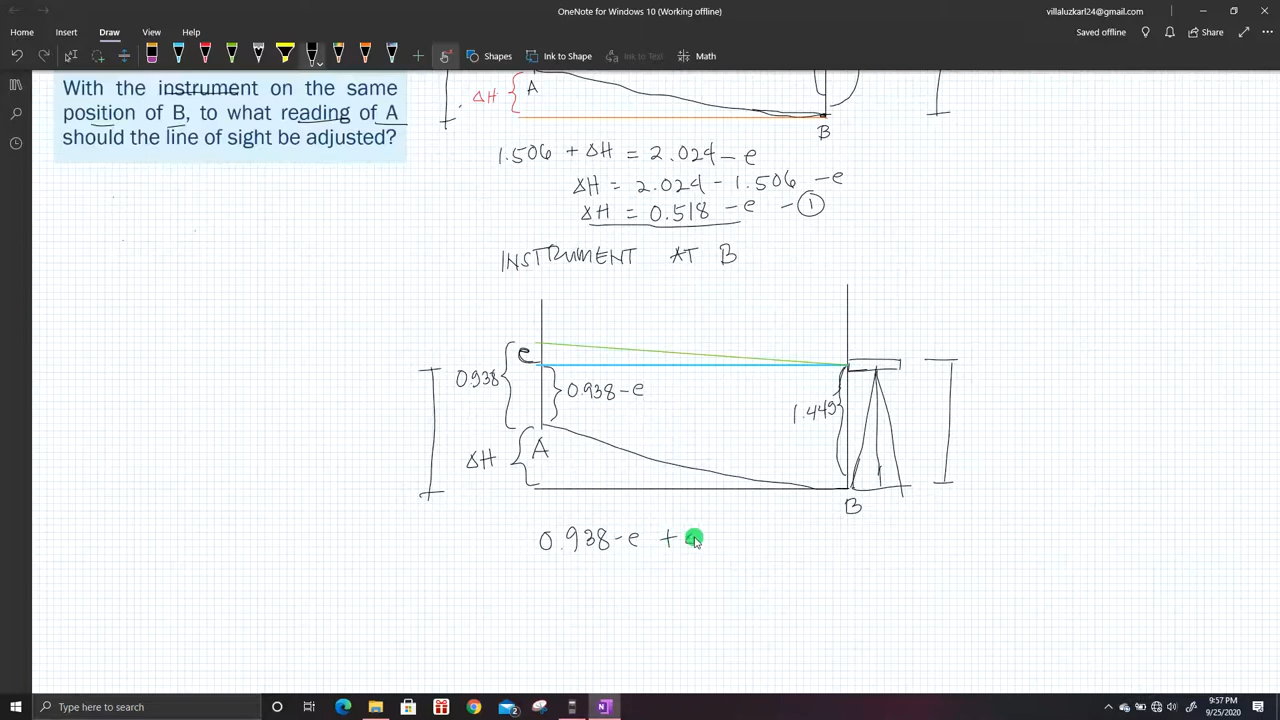 OneNote for Windows 10 (Working offline)
villaluzkarl24@gmail.com
Home Insert Draw View Help
Saved offline Share
Shapes Ink to Shape Ink to Text Math
With the instrument on the same
position of B, to what reading of A
should the line of sight be adjusted?
A
ΔH
B
1.506 + ΔH = 2.024 - e
ΔH = 2.024 - 1.506 - e
ΔH = 0.518 - e - 1
INSTRUMENT AT B
e
0.938
0.938 - e
1.449
A
ΔH
B
0.938 - e +
Type here to search
2
9:57 PM
9/25/2020